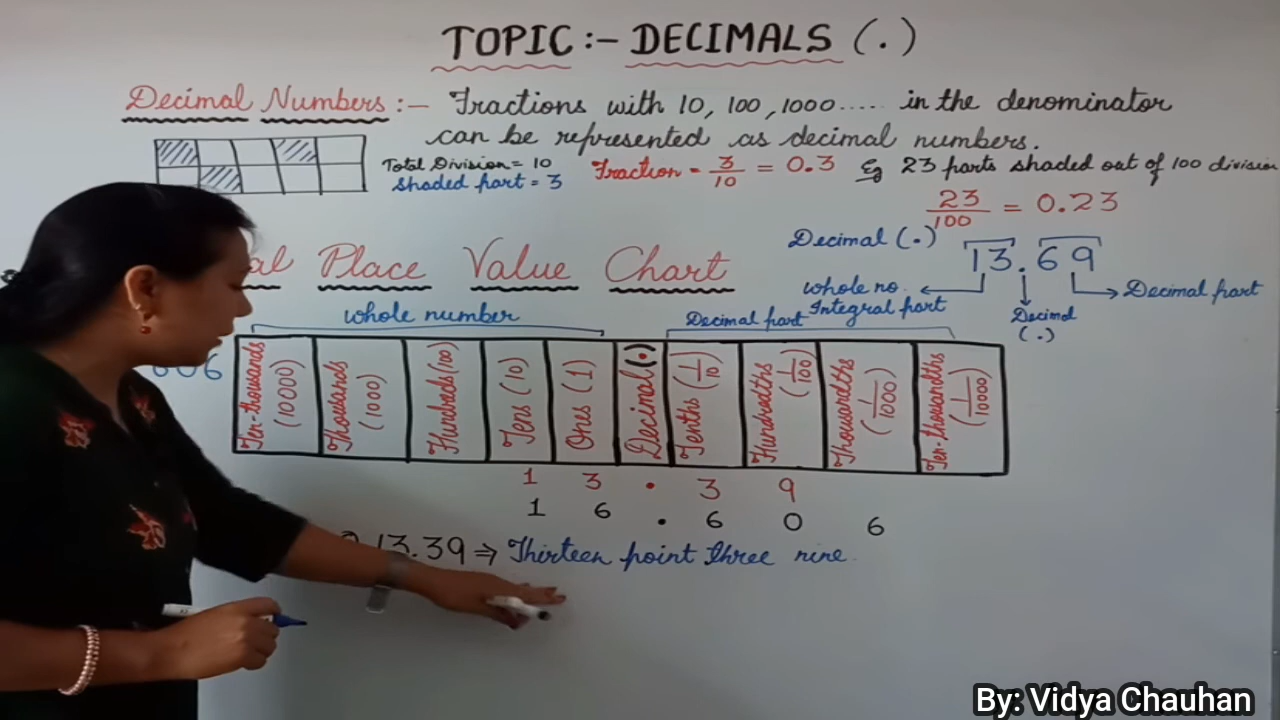 TOPIC :- DECIMALS (.)
Decimal Numbers :- Fractions with 10, 100, 1000..... in the denominator
can be represented as decimal numbers.
Total Division = 10
Shaded part = 3
Fraction = 3/10 = 0.3
Eg 23 parts shaded out of 100 division
23/100 = 0.23
Place Value Chart
Decimal (.)
13.69
whole no.
Integral part
Decimal
(.)
Decimal part
whole number
Decimal part
Ten-thousands (10000)
Thousands (1000)
Hundreds (100)
Tens (10)
Ones (1)
Decimal (.)
Tenths (1/10)
Hundredths (1/100)
Thousandths (1/1000)
Ten-thousandths (1/10000)
1 3 . 3 9
1 6 . 6 0 6
13.39 ⇒ Thirteen point three nine
By: Vidya Chauhan